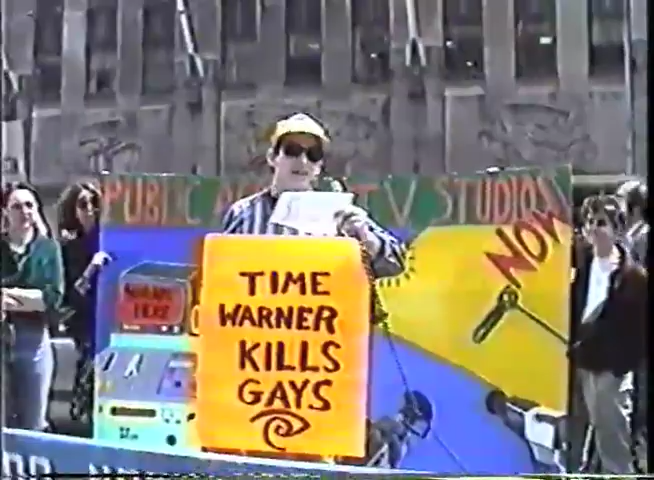 PUBLIC ACCESS TV STUDIOS
NOW
TIME
WARNER
KILLS
GAYS